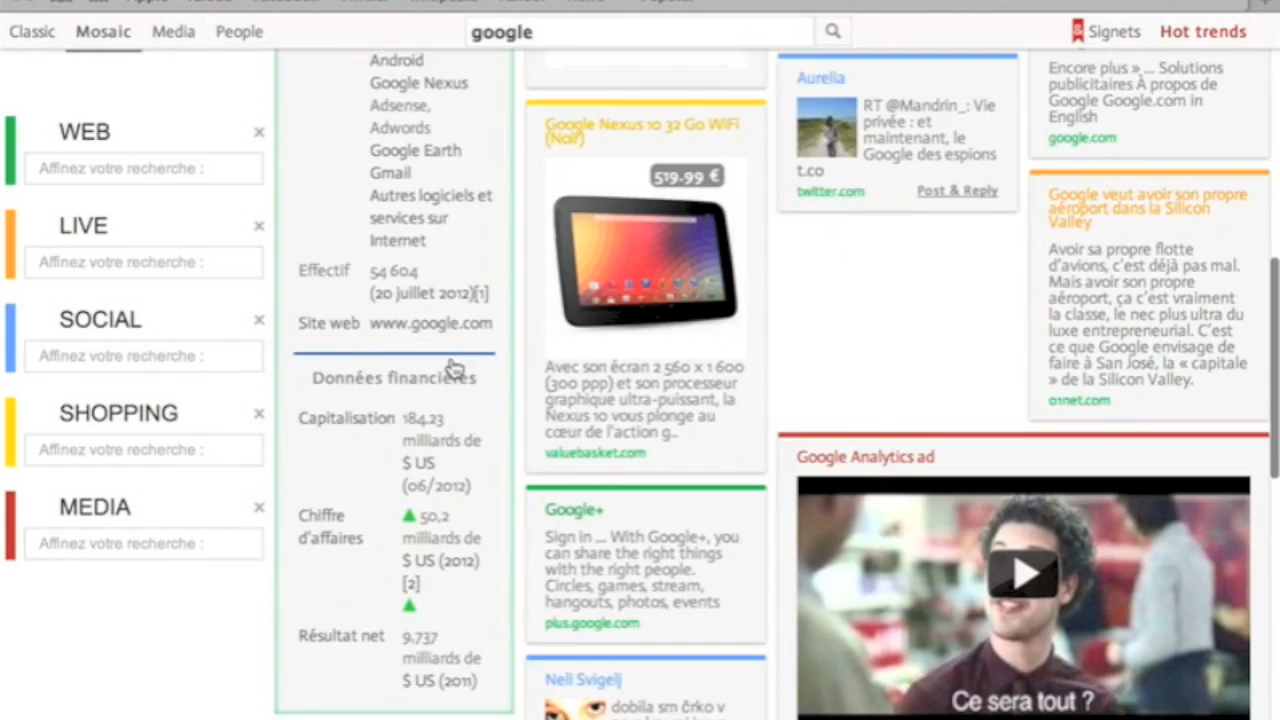 Classic
Mosaic
Media
People
google
Signets
Hot trends
WEB
Affinez votre recherche :
LIVE
Affinez votre recherche :
SOCIAL
Affinez votre recherche :
SHOPPING
Affinez votre recherche :
MEDIA
Affinez votre recherche :
Android
Google Nexus
Adsense,
Adwords
Google Earth
Gmail
Autres logiciels et
services sur
Internet
Effectif 54 604
(20 juillet 2012)[1]
Site web www.google.com
Données financières
Capitalisation 184,23
milliards de
$ US
(06/2012)
Chiffre
d'affaires
50,2
milliards de
$ US (2012)
[2]
Résultat net 9,737
milliards de
$ US (2011)
Google Nexus 10 32 Go WiFi
(Noir)
519.99 €
Avec son écran 2 560 x 1 600
(300 ppp) et son processeur
graphique ultra-puissant, la
Nexus 10 vous plonge au
cœur de l'action g..
valuebasket.com
Google+
Sign in ... With Google+, you
can share the right things
with the right people.
Circles, games, stream,
hangouts, photos, events
plus.google.com
Neli Svigelj
dobila sm črko v
Aurelia
RT @Mandrin_: Vie
privée : et
maintenant, le
Google des espions
t.co
twitter.com
Post & Reply
Encore plus » ... Solutions
publicitaires À propos de
Google Google.com in
English
google.com
Google veut avoir son propre
aéroport dans la Silicon
Valley
Avoir sa propre flotte
d'avions, c'est déjà pas mal.
Mais avoir son propre
aéroport, ça c'est vraiment
la classe, le nec plus ultra du
luxe entrepreneurial. C'est
ce que Google envisage de
faire à San José, la « capitale
» de la Silicon Valley.
01net.com
Google Analytics ad
Ce sera tout ?